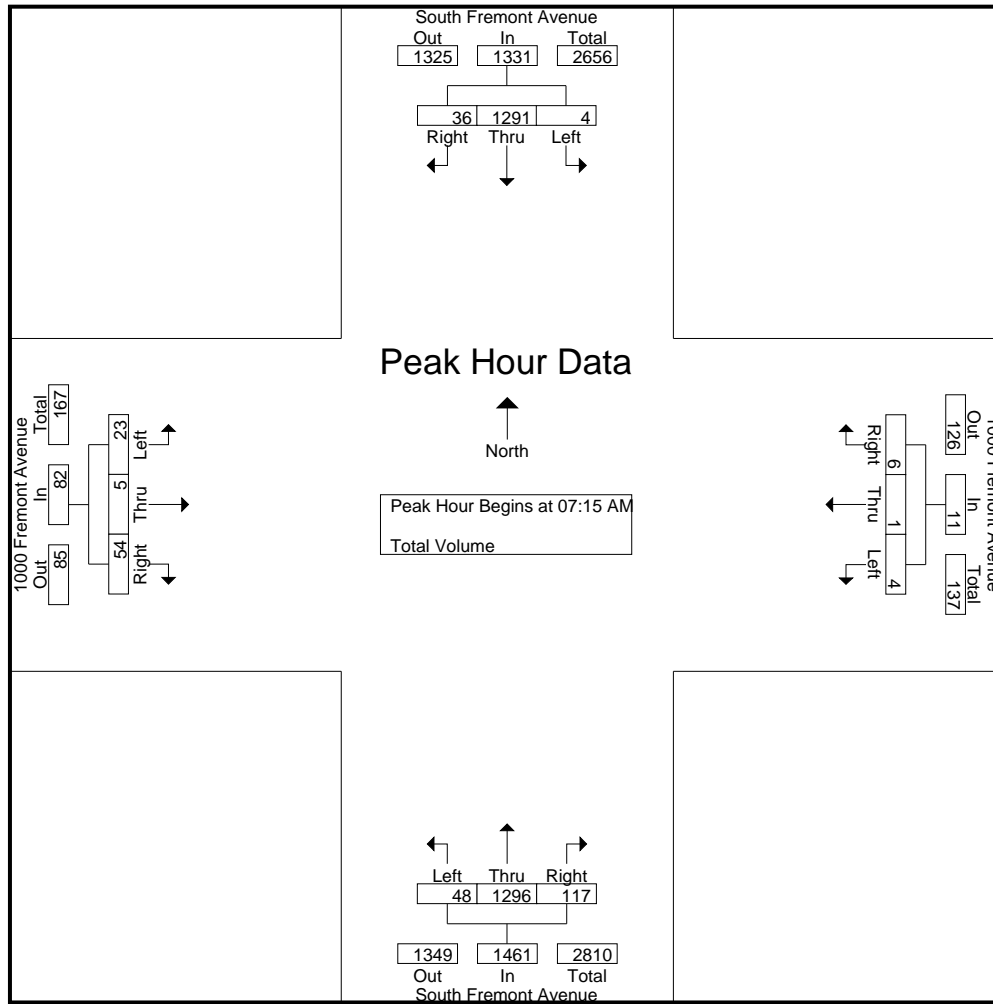 South Fremont Avenue
Out In Total
1325 1331 2656
36 1291 4
Right Thru Left
Peak Hour Data
North
Peak Hour Begins at 07:15 AM
Total Volume
1000 Fremont Avenue
Out In Total
85 82 167
23 5 54
Left Thru Right
Fremont Avenue
Out In Total
126 11 137
6 1 4
Right Thru Left
Left Thru Right
48 1296 117
1349 1461 2810
Out In Total
South Fremont Avenue